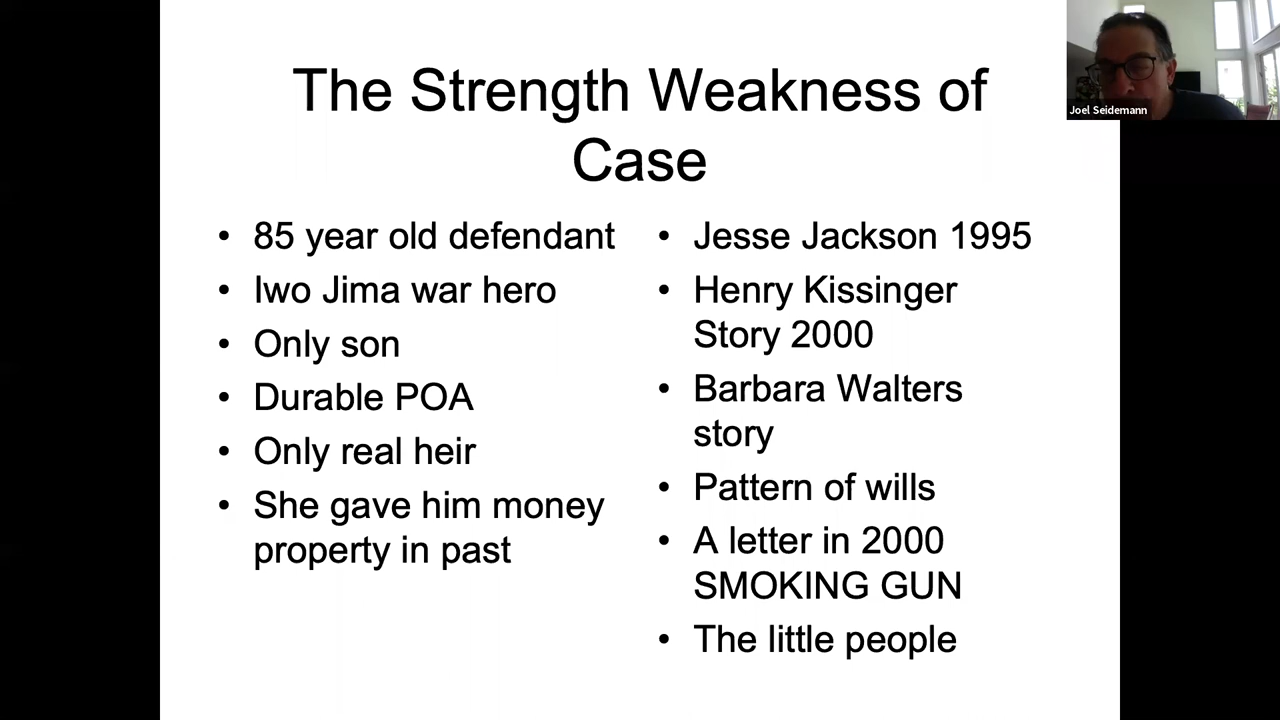 The Strength Weakness of
Case
• 85 year old defendant
• Iwo Jima war hero
• Only son
• Durable POA
• Only real heir
• She gave him money
property in past
• Jesse Jackson 1995
• Henry Kissinger
Story 2000
• Barbara Walters
story
• Pattern of wills
• A letter in 2000
SMOKING GUN
• The little people
Joel Seidemann